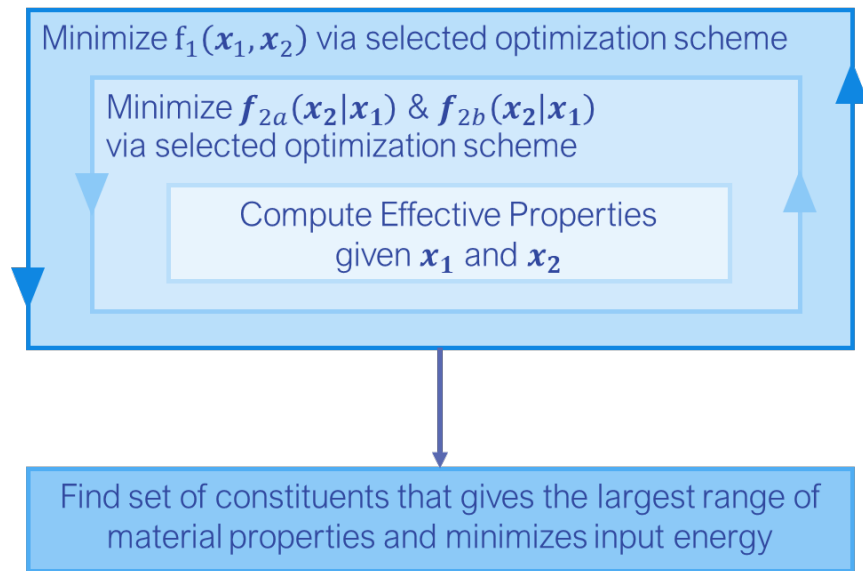 Minimize f₁(x₁, x₂) via selected optimization scheme
Minimize f₂ₐ(x₂|x₁) & f₂b(x₂|x₁)
via selected optimization scheme
Compute Effective Properties
given x₁ and x₂
Find set of constituents that gives the largest range of
material properties and minimizes input energy